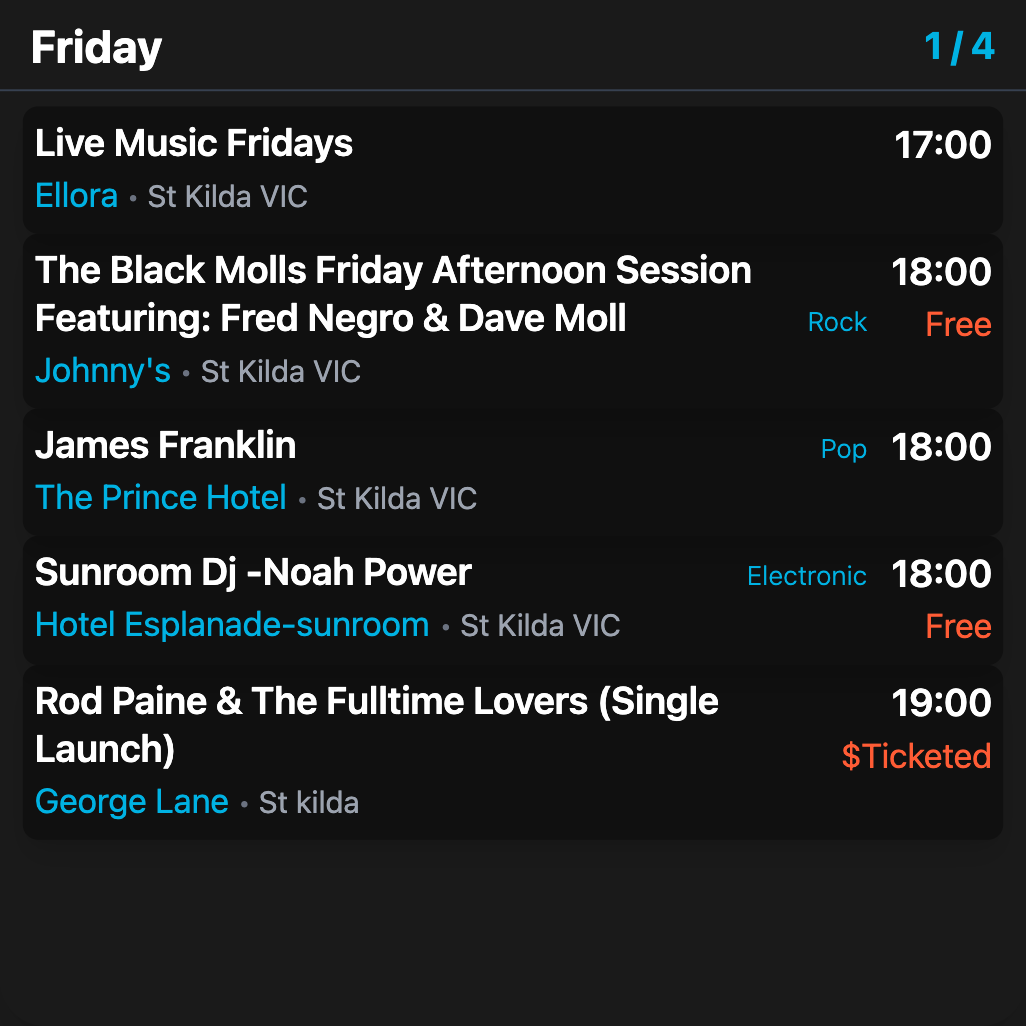 Friday 1 / 4
Live Music Fridays 17:00
Ellora • St Kilda VIC
The Black Molls Friday Afternoon Session 18:00
Featuring: Fred Negro & Dave Moll Rock Free
Johnny's • St Kilda VIC
James Franklin Pop 18:00
The Prince Hotel • St Kilda VIC
Sunroom Dj -Noah Power Electronic 18:00
Hotel Esplanade-sunroom • St Kilda VIC Free
Rod Paine & The Fulltime Lovers (Single 19:00
Launch) $Ticketed
George Lane • St kilda